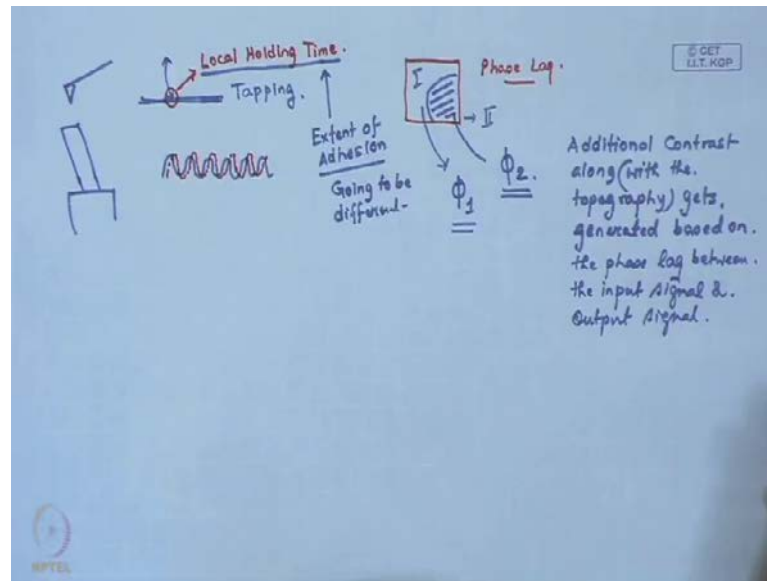 Local Holding Time.
Tapping.
Extent of
Adhesion
Going to be
different-
I
Phase Lag.
II
ϕ1
ϕ2.
© CET
I.I.T. KGP
Additional Contrast
along (with the
topography) gets,
generated based on.
the phase lag between.
the input signal &.
Output signal.
NPTEL